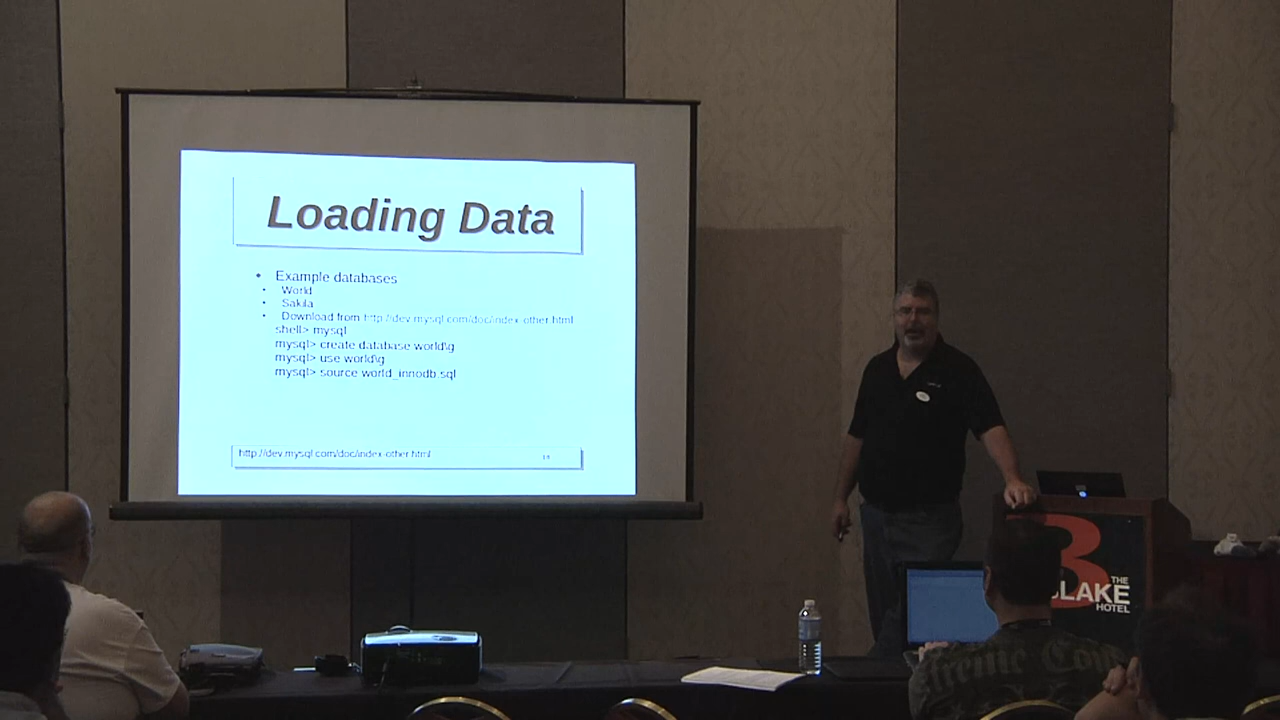 Loading Data
Example databases
World
Sakila
Download from http://dev.mysql.com/doc/index-other.html
shell> mysql
mysql> create database world\g
mysql> use world\g
mysql> source world_innodb.sql
http://dev.mysql.com/doc/index-other.html
B
THE
BLAKE
HOTEL